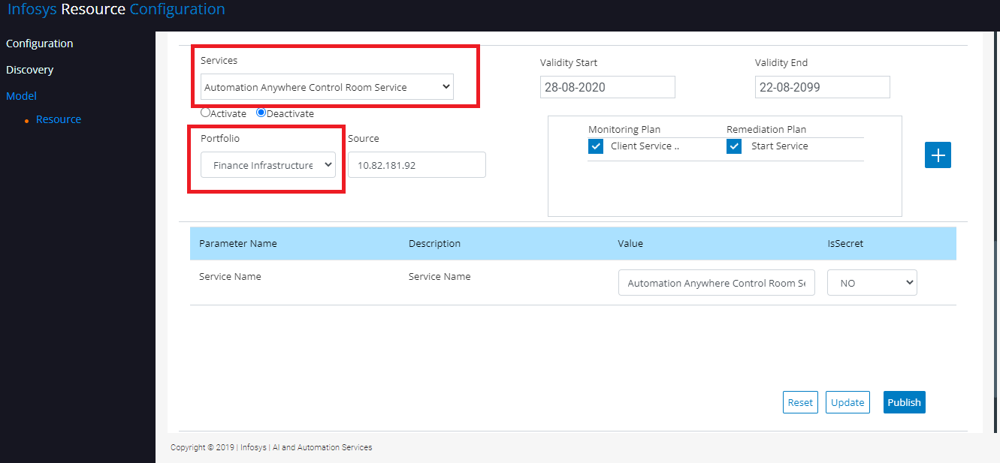 Infosys Resource Configuration
Configuration
Discovery
Model
Resource
Services
Automation Anywhere Control Room Service
Activate Deactivate
Validity Start
28-08-2020
Validity End
22-08-2099
Portfolio
Finance Infrastructure
Source
10.82.181.92
Monitoring Plan Remediation Plan
Client Service .. Start Service
Parameter Name Description Value IsSecret
Service Name Service Name Automation Anywhere Control Room Se NO
Reset Update Publish
Copyright © 2019 | Infosys | AI and Automation Services